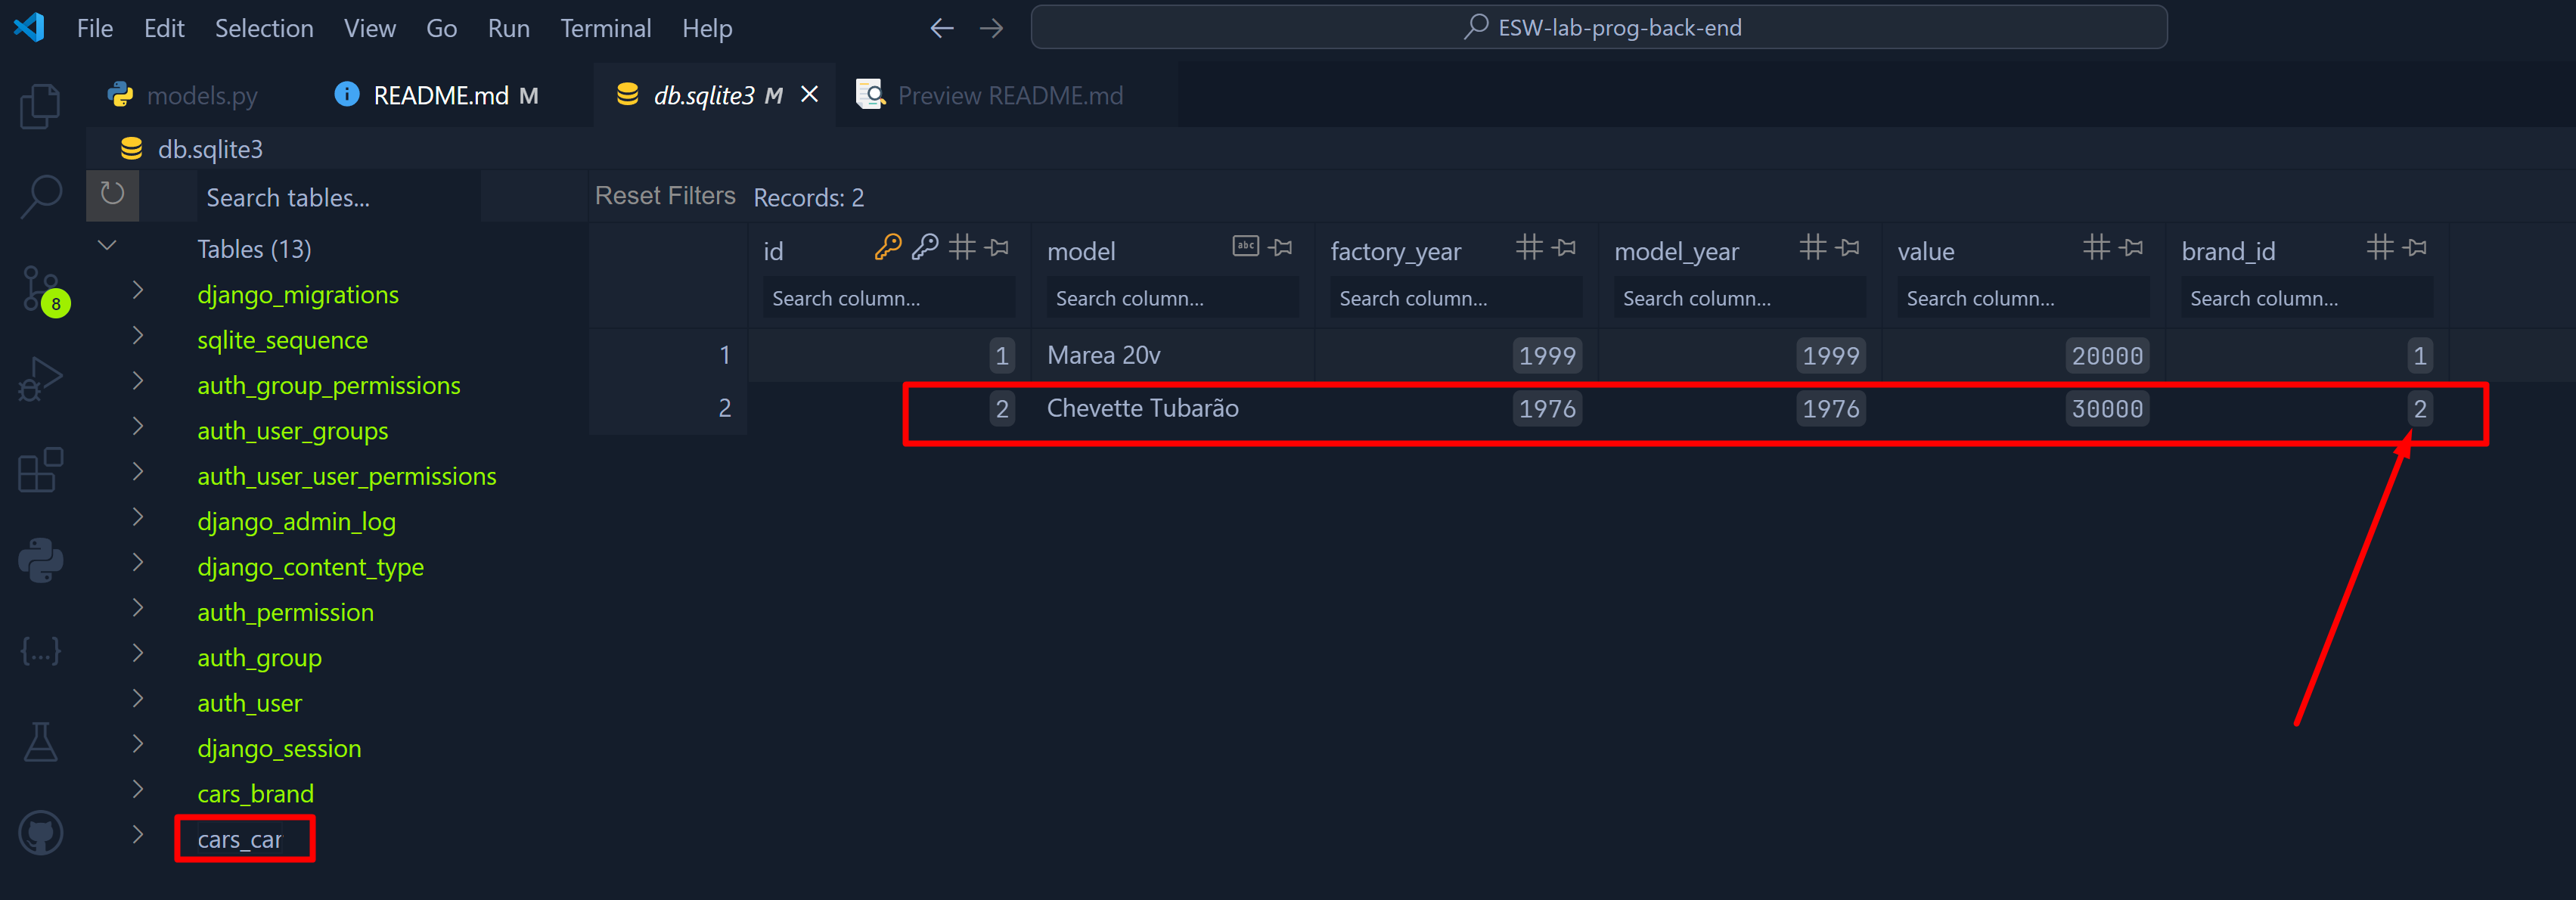 File Edit Selection View Go Run Terminal Help ESW-lab-prog-back-end
models.py README.md M db.sqlite3 M Preview README.md
db.sqlite3
Search tables... Reset Filters Records: 2
Tables (13)
django_migrations
sqlite_sequence
auth_group_permissions
auth_user_groups
auth_user_user_permissions
django_admin_log
django_content_type
auth_permission
auth_group
auth_user
django_session
cars_brand
cars_car
8
id model abc factory_year model_year value brand_id
Search column... Search column... Search column... Search column... Search column... Search column...
1 1 Marea 20v 1999 1999 20000 1
2 2 Chevette Tubarão 1976 1976 30000 2